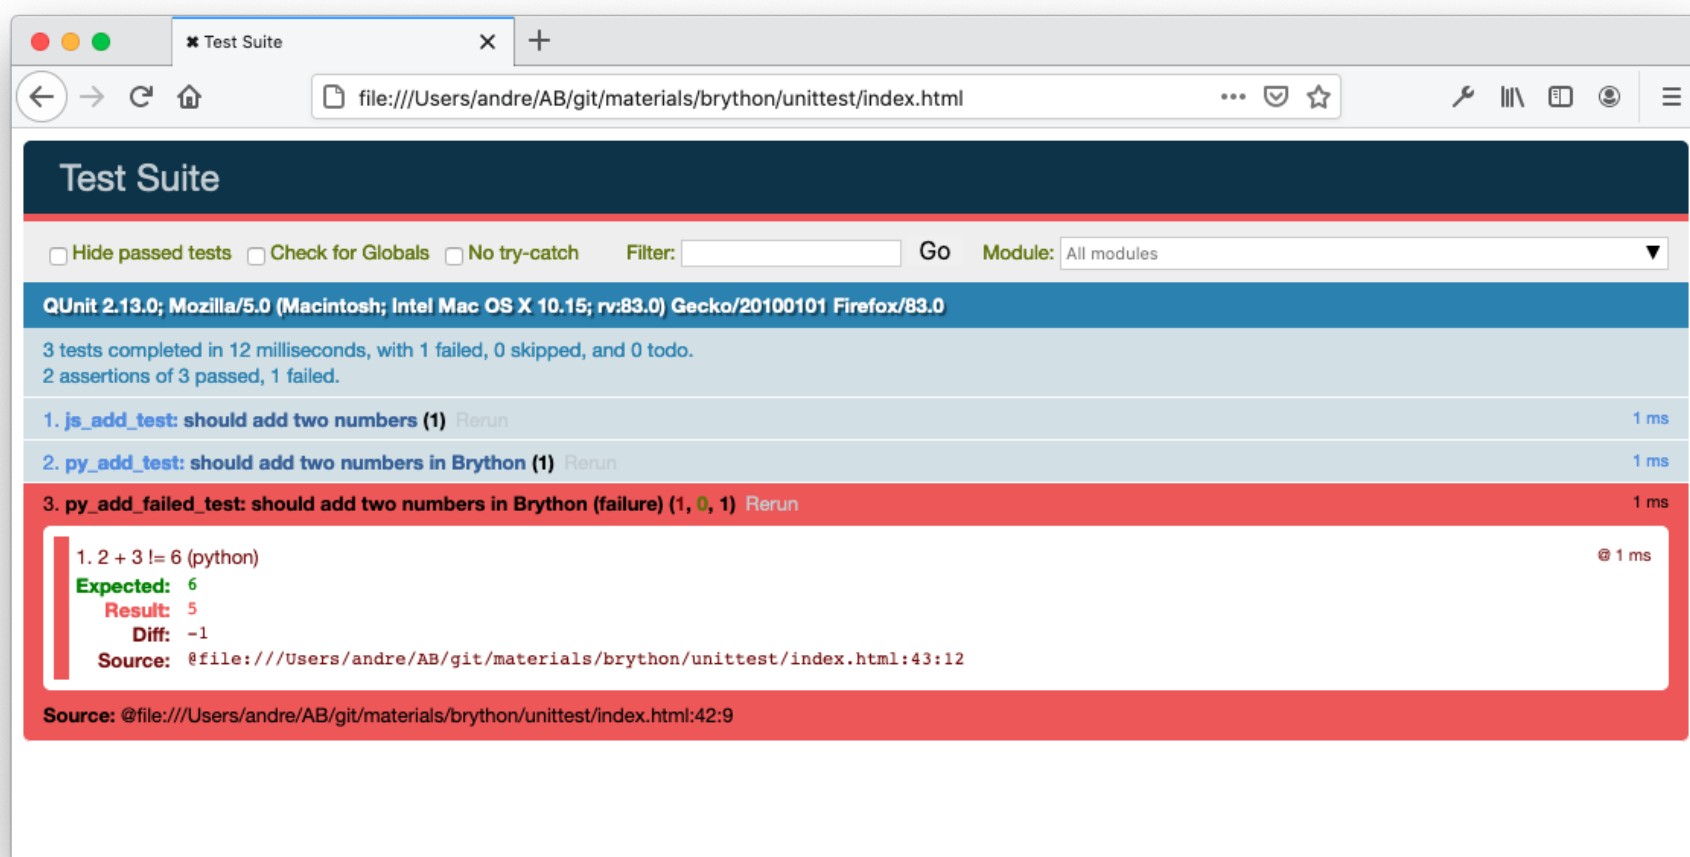 ✖ Test Suite
file:///Users/andre/AB/git/materials/brython/unittest/index.html
Test Suite
Hide passed tests Check for Globals No try-catch Filter: Go Module: All modules ▼
QUnit 2.13.0; Mozilla/5.0 (Macintosh; Intel Mac OS X 10.15; rv:83.0) Gecko/20100101 Firefox/83.0
3 tests completed in 12 milliseconds, with 1 failed, 0 skipped, and 0 todo.
2 assertions of 3 passed, 1 failed.
1. js_add_test: should add two numbers (1) Rerun 1 ms
2. py_add_test: should add two numbers in Brython (1) Rerun 1 ms
3. py_add_failed_test: should add two numbers in Brython (failure) (1, 0, 1) Rerun 1 ms
1. 2 + 3 != 6 (python) @ 1 ms
Expected: 6
Result: 5
Diff: -1
Source: @file:///Users/andre/AB/git/materials/brython/unittest/index.html:43:12
Source: @file:///Users/andre/AB/git/materials/brython/unittest/index.html:42:9